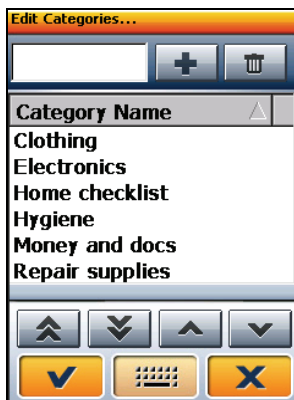 Edit Categories...
Category Name
Clothing
Electronics
Home checklist
Hygiene
Money and docs
Repair supplies